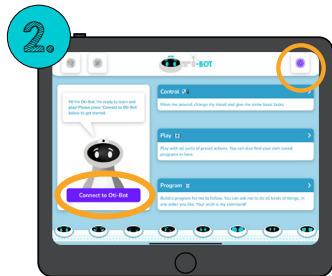 2.
Oti-BOT
Hi! I'm Oti-Bot. I'm ready to learn and
play! Please press 'Connect to Oti-Bot'
below to get started
Connect to Oti-Bot
Control
Move me around, change my mood and give me some basic tasks.
Play
Play with all sorts of preset actions. You can also find your own saved
programs in here.
Program
Build a program for me to follow. You can ask me to do all kinds of things, in
any order you like. Your wish is my command!